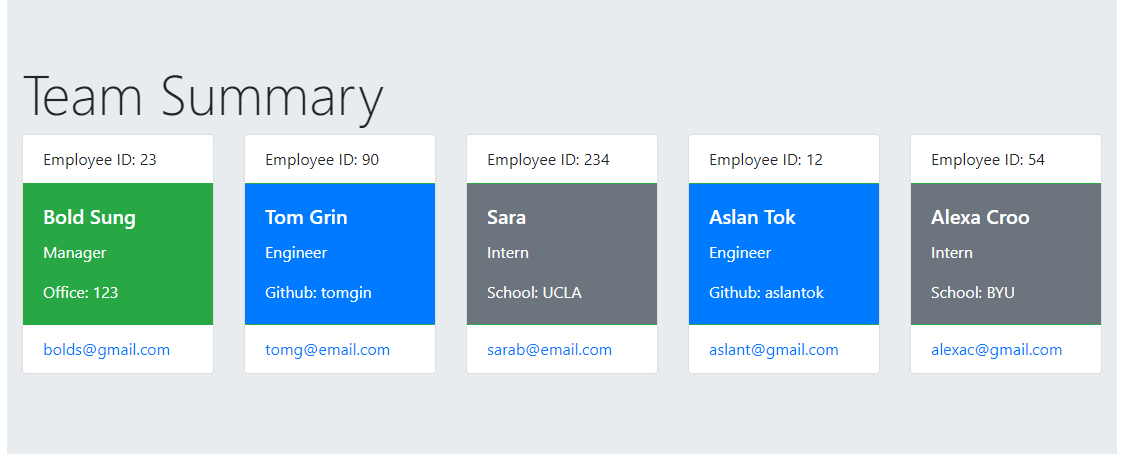 Team Summary
Employee ID: 23
Bold Sung
Manager
Office: 123
bolds@gmail.com
Employee ID: 90
Tom Grin
Engineer
Github: tomgin
tomg@email.com
Employee ID: 234
Sara
Intern
School: UCLA
sarab@email.com
Employee ID: 12
Aslan Tok
Engineer
Github: aslantok
aslant@gmail.com
Employee ID: 54
Alexa Croo
Intern
School: BYU
alexac@gmail.com